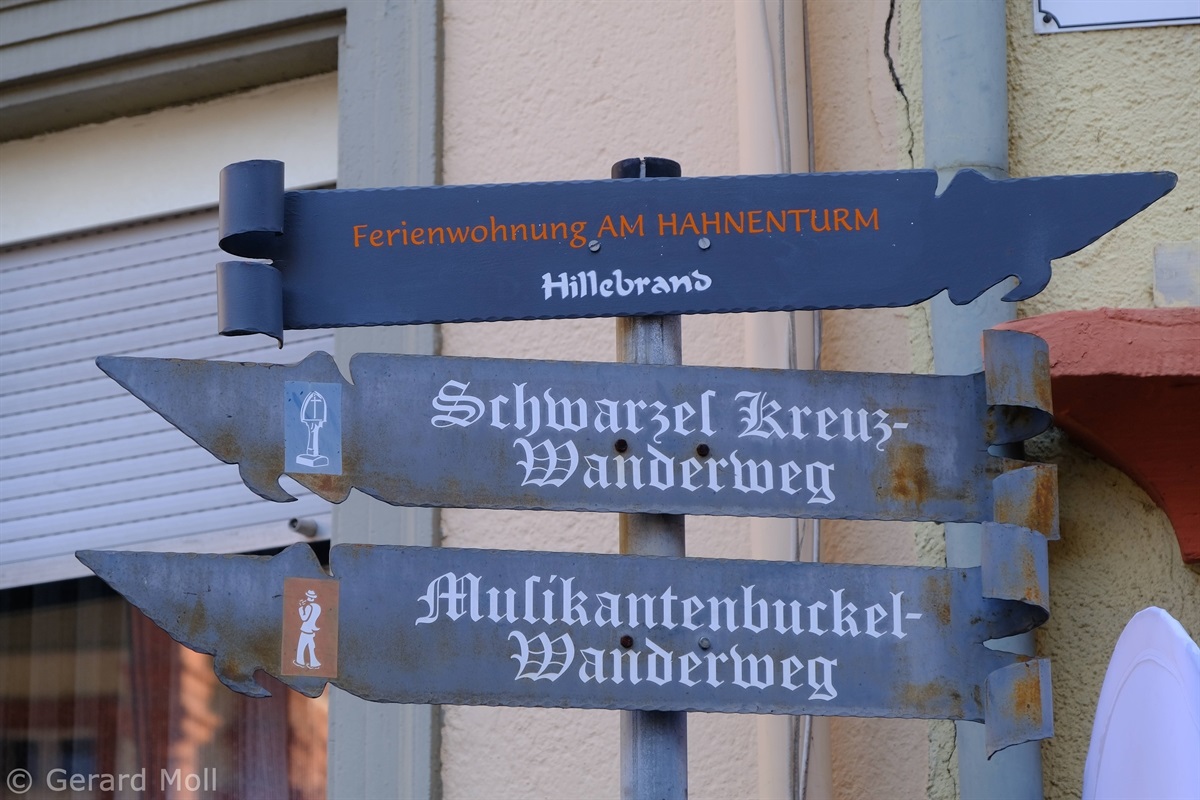 Ferienwohnung AM HAHNENTURM
Hillebrand
Schwarzeſ Kreuz-
Wanderweg
Muſikantenbuckel-
Wanderweg
© Gerard Moll